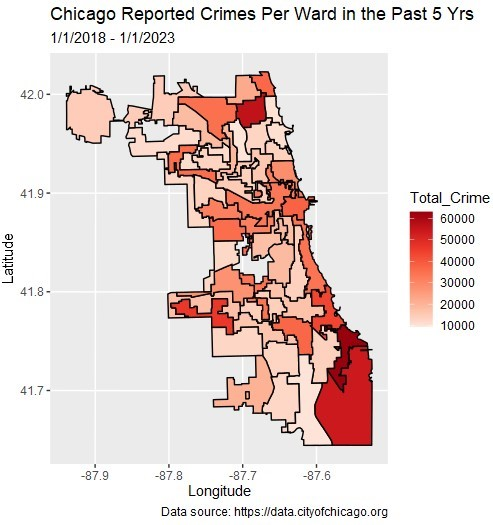 Chicago Reported Crimes Per Ward in the Past 5 Yrs
1/1/2018 - 1/1/2023
42.0
41.9
41.8
41.7
Latitude
-87.9
-87.8
-87.7
-87.6
Longitude
Total_Crime
60000
50000
40000
30000
20000
10000
Data source: https://data.cityofchicago.org